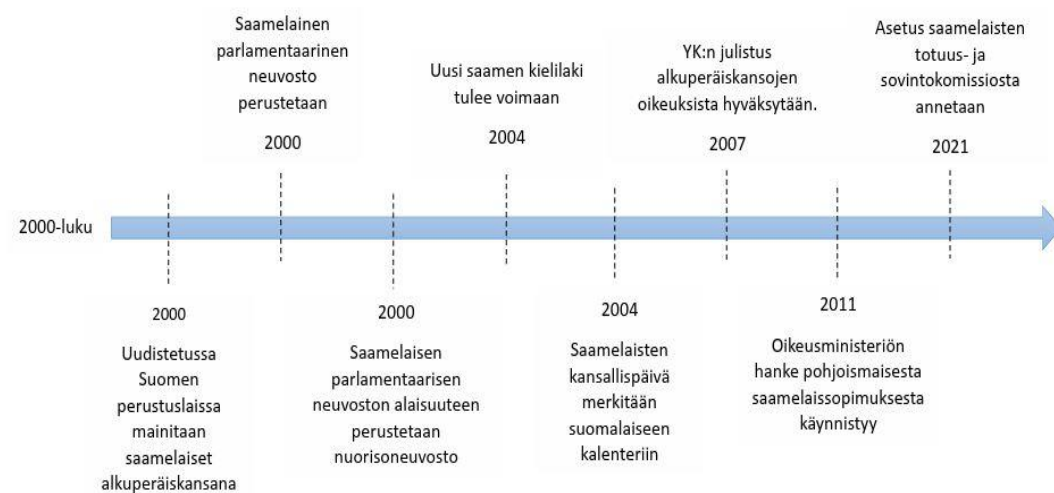 Saamelainen
parlamentaarinen
neuvosto
perustetaan
2000
Uusi saamen kielilaki
tulee voimaan
2004
YK:n julistus
alkuperäiskansojen
oikeuksista hyväksytään.
2007
Asetus saamelaisten
totuus- ja
sovintokomissiosta
annetaan
2021
2000-luku
2000
Uudistetussa
Suomen
perustuslaissa
mainitaan
saamelaiset
alkuperäiskansana
2000
Saamelaisen
parlamentaarisen
neuvoston alaisuuteen
perustetaan
nuorisoneuvosto
2004
Saamelaisten
kansallispäivä
merkitään
suomalaiseen
kalenteriin
2011
Oikeusministeriön
hanke pohjoismaisesta
saamelaissopimuksesta
käynnistyy